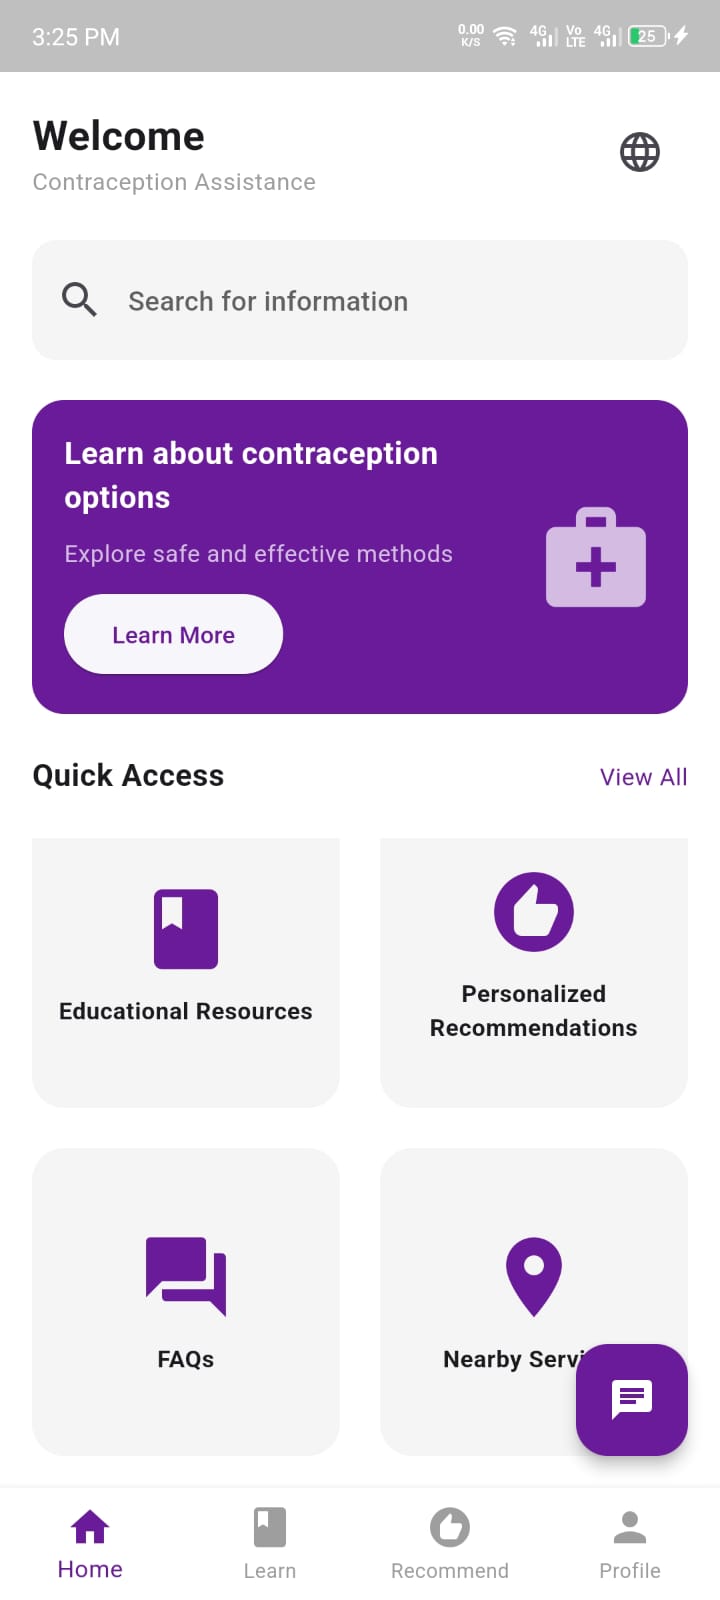 3:25 PM
0.00
K/S
4G
Vo
LTE
4G
25
Welcome
Contraception Assistance
Search for information
Learn about contraception
options
Explore safe and effective methods
Learn More
Quick Access
View All
Educational Resources
Personalized
Recommendations
FAQs
Nearby Servi
Home
Learn
Recommend
Profile